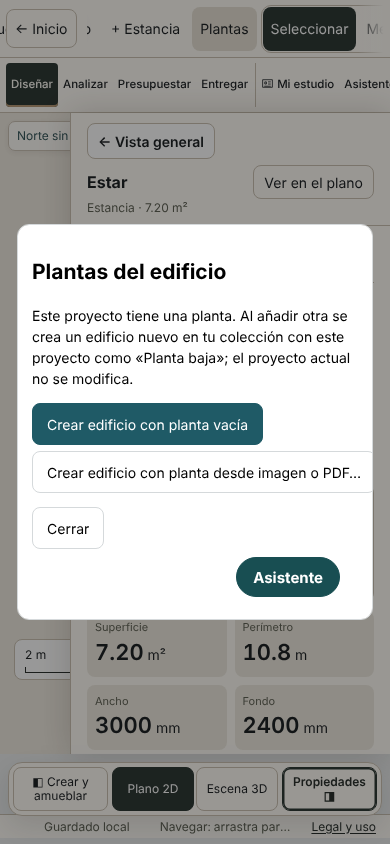 ← Inicio
+ Estancia
Plantas
Seleccionar
Diseñar
Analizar
Presupuestar
Entregar
Mi estudio
Asistente
Norte sin
← Vista general
Estar
Ver en el plano
Estancia · 7.20 m²
Plantas del edificio
Este proyecto tiene una planta. Al añadir otra se
crea un edificio nuevo en tu colección con este
proyecto como «Planta baja»; el proyecto actual
no se modifica.
Crear edificio con planta vacía
Crear edificio con planta desde imagen o PDF...
Cerrar
Asistente
Superficie
Perímetro
7.20 m²
10.8 m
2 m
Ancho
Fondo
3000 mm
2400 mm
Crear y
amueblar
Plano 2D
Escena 3D
Propiedades
Guardado local
Navegar: arrastra par...
Legal y uso